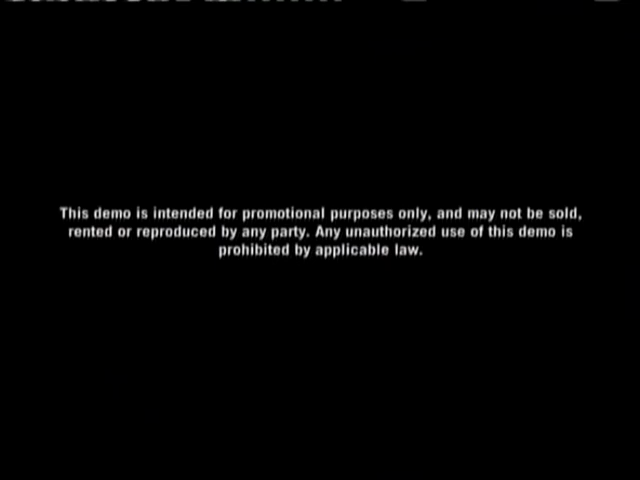 This demo is intended for promotional purposes only, and may not be sold,
rented or reproduced by any party. Any unauthorized use of this demo is
prohibited by applicable law.